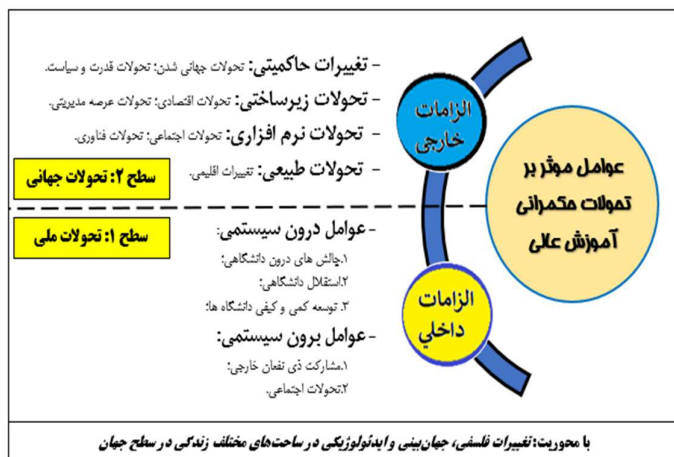 عوامل موثر بر
تحولات حکمرانی
آموزش عالی
الزامات
خارجی
- تغییرات حاکمیتی: تحولات جهانی شدن؛ تحولات قدرت و سیاست.
- تحولات زیرساختی: تحولات اقتصادی؛ تحولات عرصه مدیریتی.
- تحولات نرم افزاری: تحولات اجتماعی؛ تحولات فناوری.
- تحولات طبیعی: تغییرات اقلیمی.
سطح ۲: تحولات جهانی
سطح ۱: تحولات ملی
الزامات
داخلي
- عوامل درون سیستمی:
۱.چالش های درون دانشگاهی؛
۲.استقلال دانشگاهی؛
۳. توسعه کمی و کیفی دانشگاه ها؛
- عوامل برون سیستمی:
۱.مشارکت ذی نفعان خارجی؛
۲.تحولات اجتماعی.
با محوریت: تغییرات فلسفی، جهان‌بینی و ایدئولوژیکی در ساحت‌های مختلف زندگی در سطح جهان